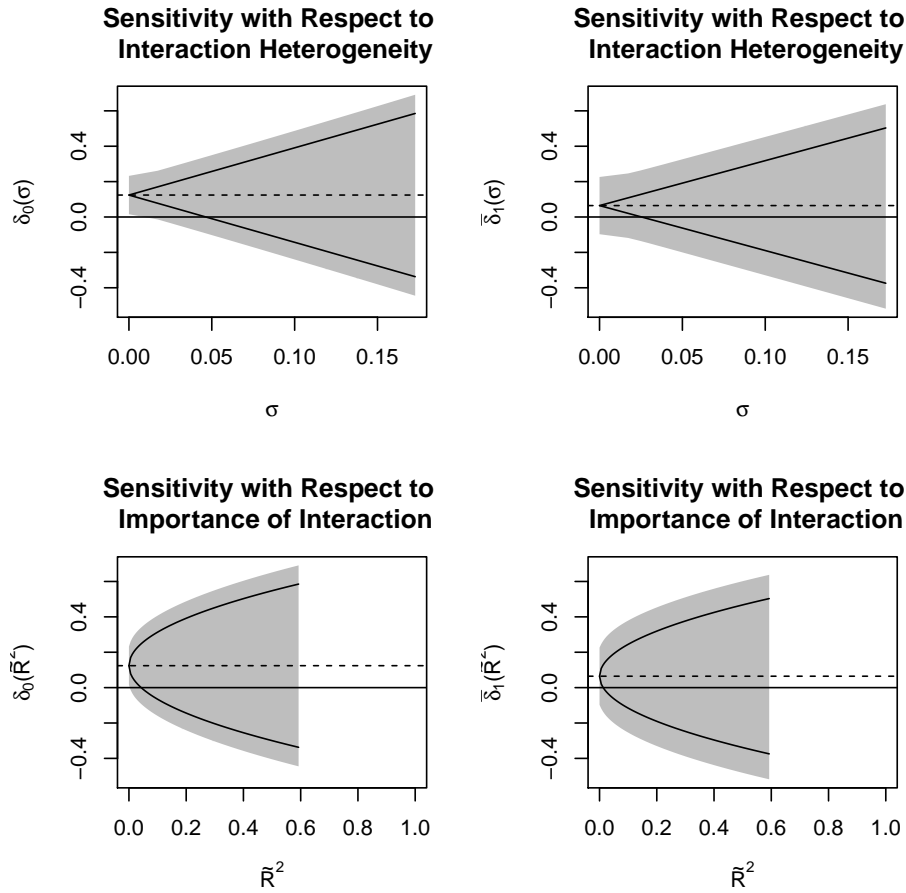 Sensitivity with Respect to
Interaction Heterogeneity
δ₀(σ)
0.4
0.0
−0.4
0.00 0.05 0.10 0.15
σ
Sensitivity with Respect to
Interaction Heterogeneity
δ̅₁(σ)
0.4
0.0
−0.4
0.00 0.05 0.10 0.15
σ
Sensitivity with Respect to
Importance of Interaction
δ₀(R̃²)
0.4
0.0
−0.4
0.0 0.2 0.4 0.6 0.8 1.0
R̃²
Sensitivity with Respect to
Importance of Interaction
δ̅₁(R̃²)
0.4
0.0
−0.4
0.0 0.2 0.4 0.6 0.8 1.0
R̃²